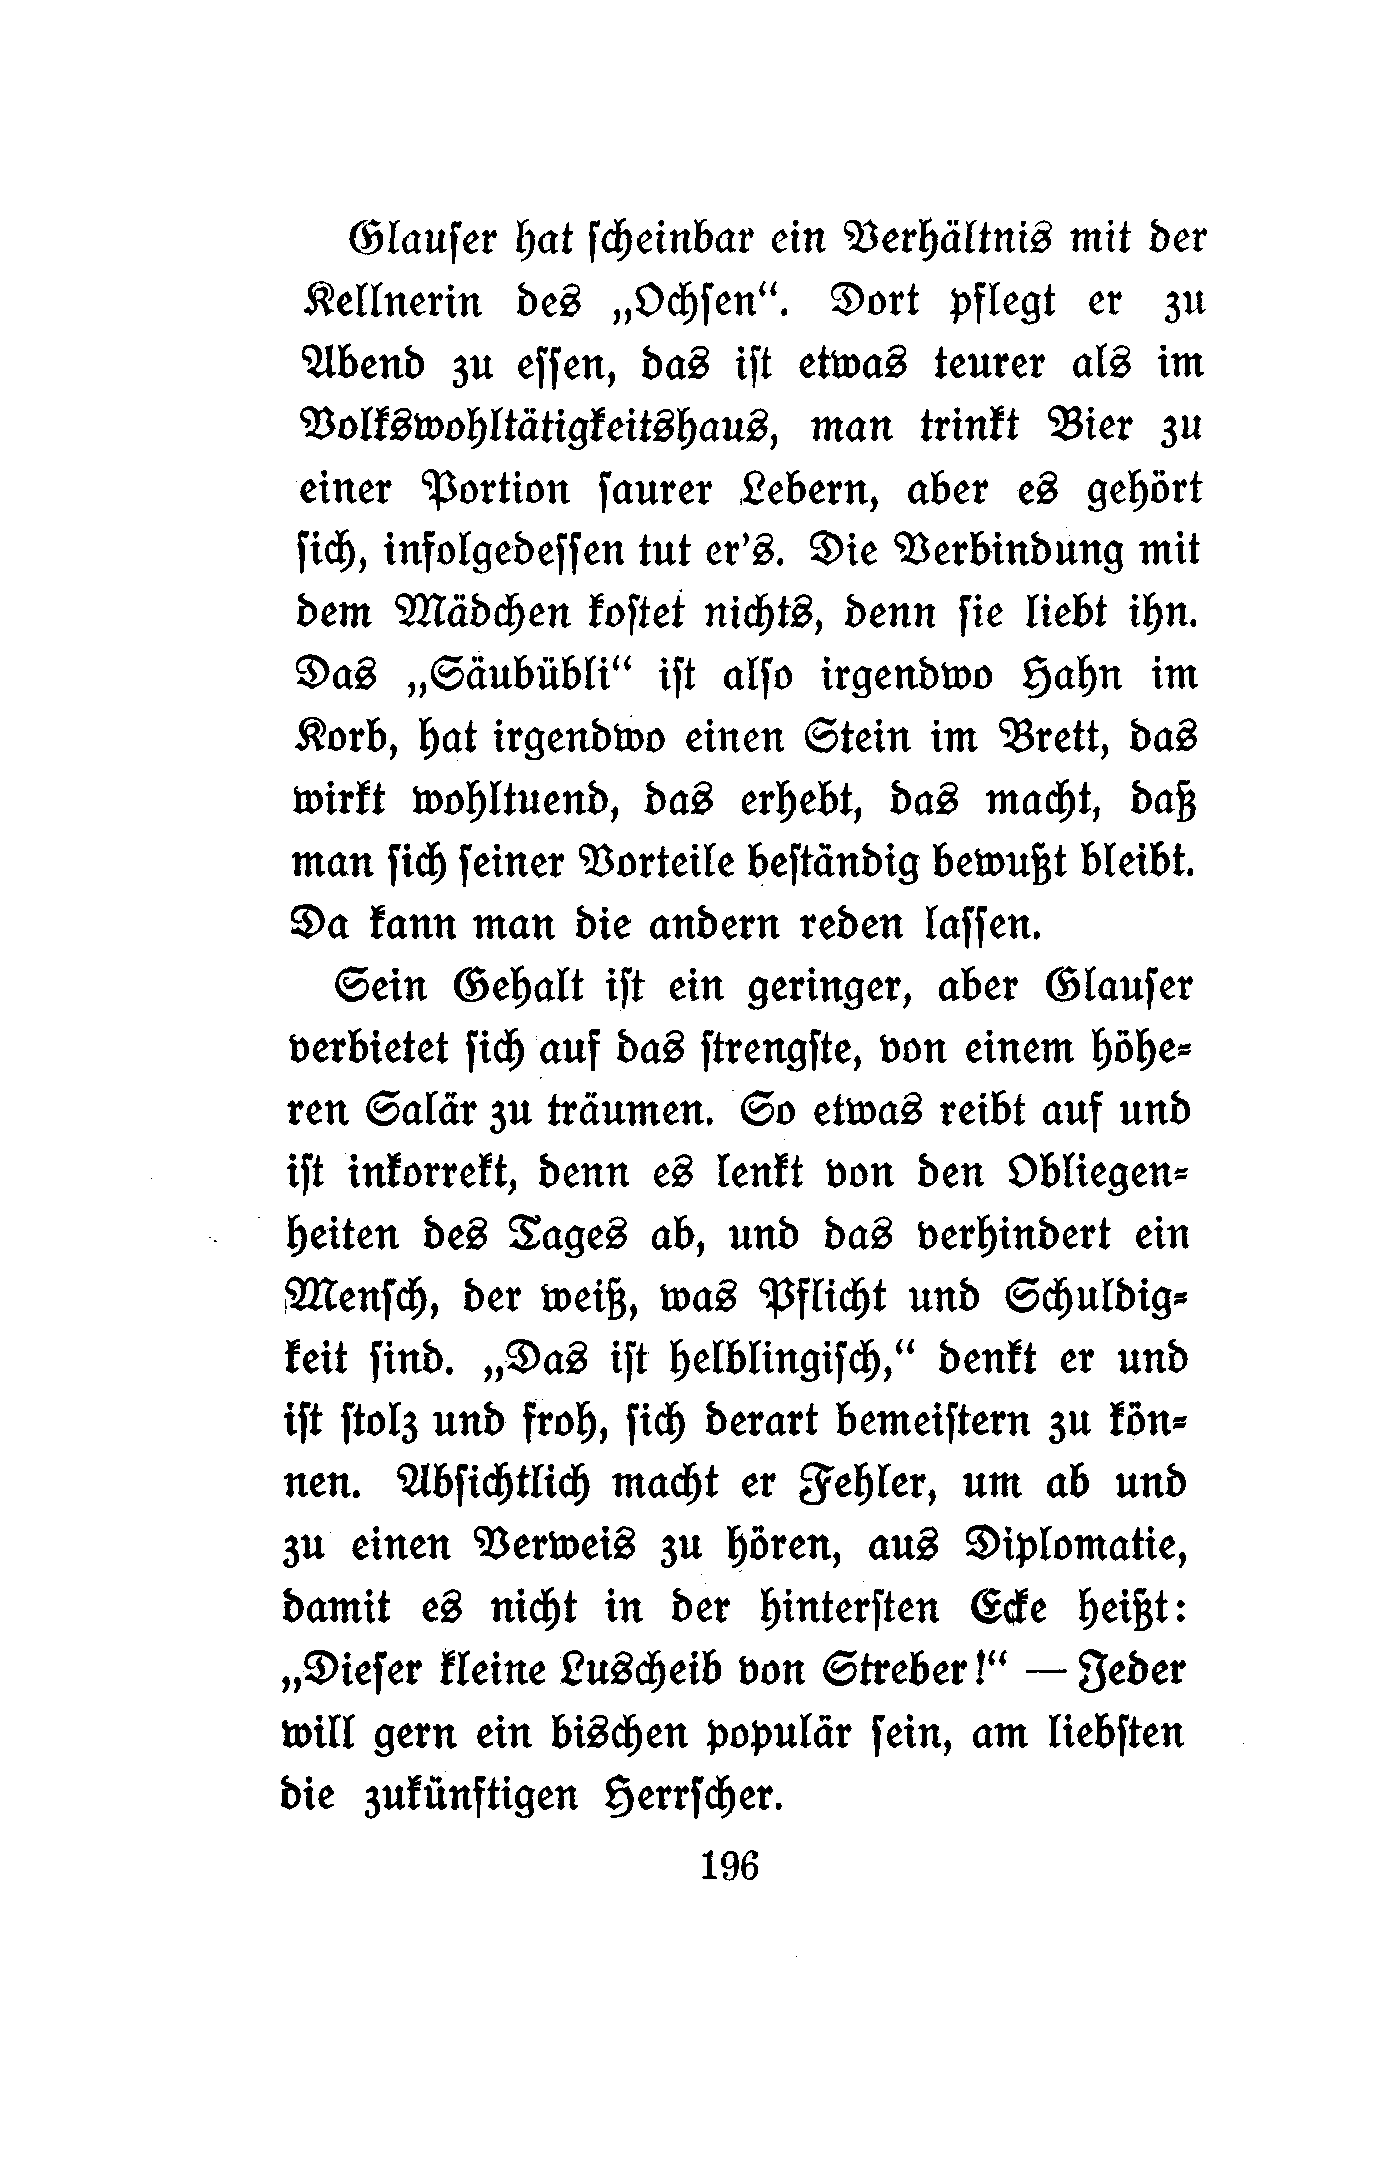 Glauſer hat ſcheinbar ein Verhältnis mit der
Kellnerin des „Ochſen“. Dort pflegt er zu
Abend zu eſſen, das iſt etwas teurer als im
Volkswohltätigkeitshaus, man trinkt Bier zu
einer Portion ſaurer Lebern, aber es gehört
ſich, infolgedeſſen tut er’s. Die Verbindung mit
dem Mädchen koſtet nichts, denn ſie liebt ihn.
Das „Säubübli“ iſt alſo irgendwo Hahn im
Korb, hat irgendwo einen Stein im Brett, das
wirkt wohltuend, das erhebt, das macht, daß
man ſich ſeiner Vorteile beſtändig bewußt bleibt.
Da kann man die andern reden laſſen.
Sein Gehalt iſt ein geringer, aber Glauſer
verbietet ſich auf das ſtrengſte, von einem höhe⸗
ren Salär zu träumen. So etwas reibt auf und
iſt inkorrekt, denn es lenkt von den Obliegen⸗
heiten des Tages ab, und das verhindert ein
Menſch, der weiß, was Pflicht und Schuldig⸗
keit ſind. „Das iſt helblingiſch,“ denkt er und
iſt ſtolz und froh, ſich derart bemeiſtern zu kön⸗
nen. Abſichtlich macht er Fehler, um ab und
zu einen Verweis zu hören, aus Diplomatie,
damit es nicht in der hinterſten Ecke heißt:
„Dieſer kleine Luscheib von Streber!“ — Jeder
will gern ein bischen populär ſein, am liebſten
die zukünftigen Herrſcher.
196